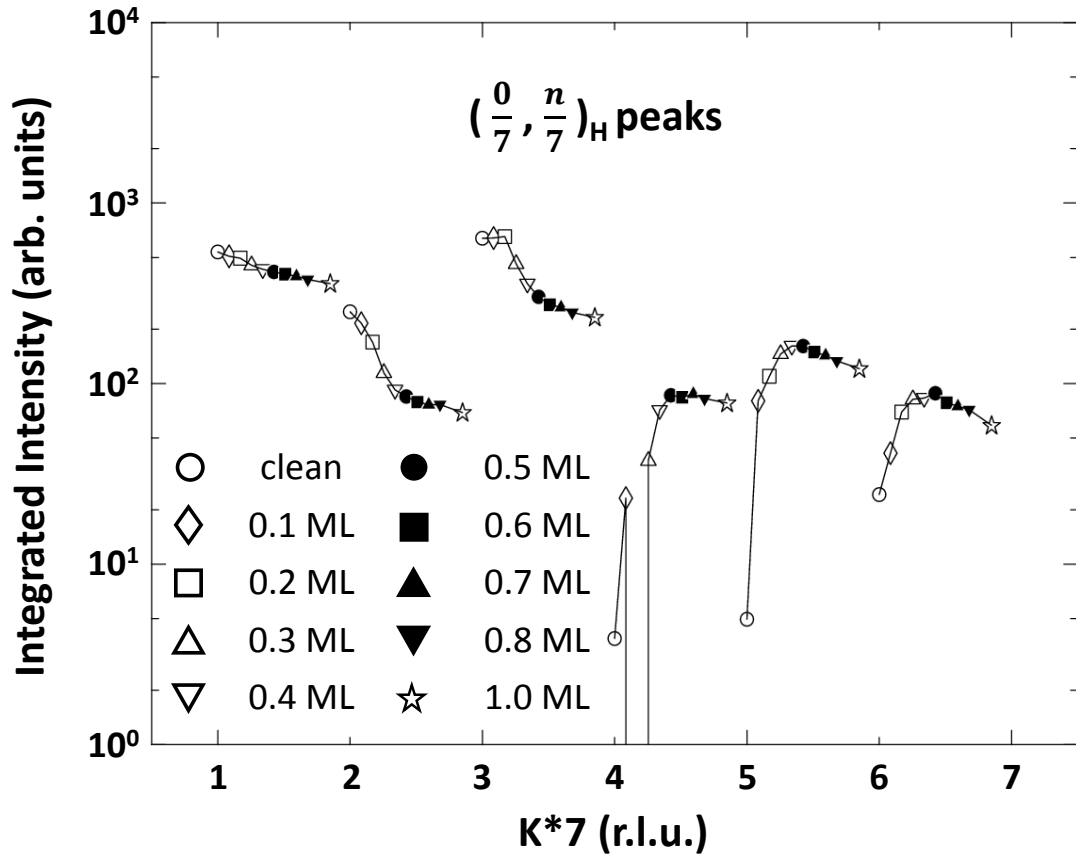 10⁴
10³
10²
10¹
10⁰
Integrated Intensity (arb. units)
(0/7, n/7)H peaks
clean 0.5 ML
0.1 ML 0.6 ML
0.2 ML 0.7 ML
0.3 ML 0.8 ML
0.4 ML 1.0 ML
1 2 3 4 5 6 7
K*7 (r.l.u.)